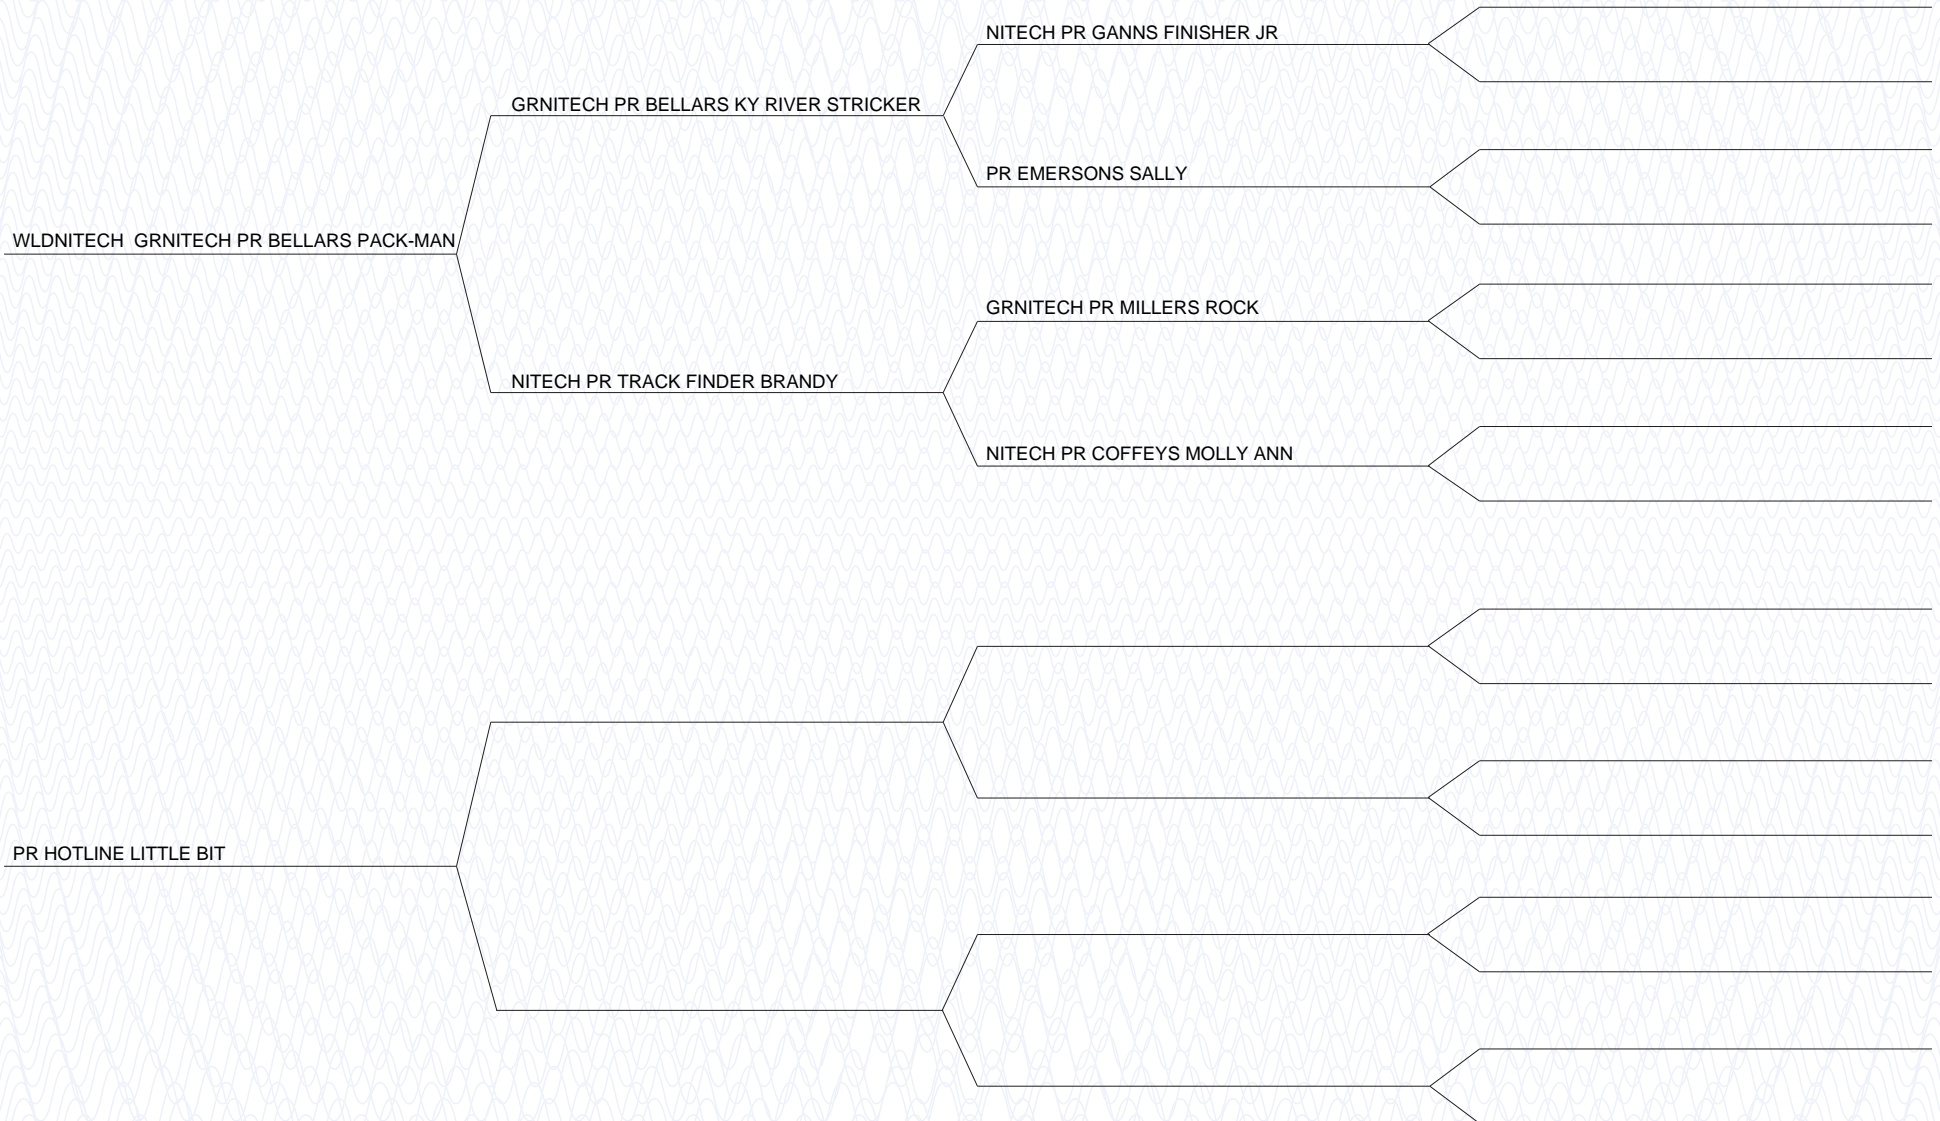 NITECH PR GANNS FINISHER JR
GRNITECH PR BELLARS KY RIVER STRICKER
PR EMERSONS SALLY
WLDNITECH  GRNITECH PR BELLARS PACK-MAN
GRNITECH PR MILLERS ROCK
NITECH PR TRACK FINDER BRANDY
NITECH PR COFFEYS MOLLY ANN
PR HOTLINE LITTLE BIT